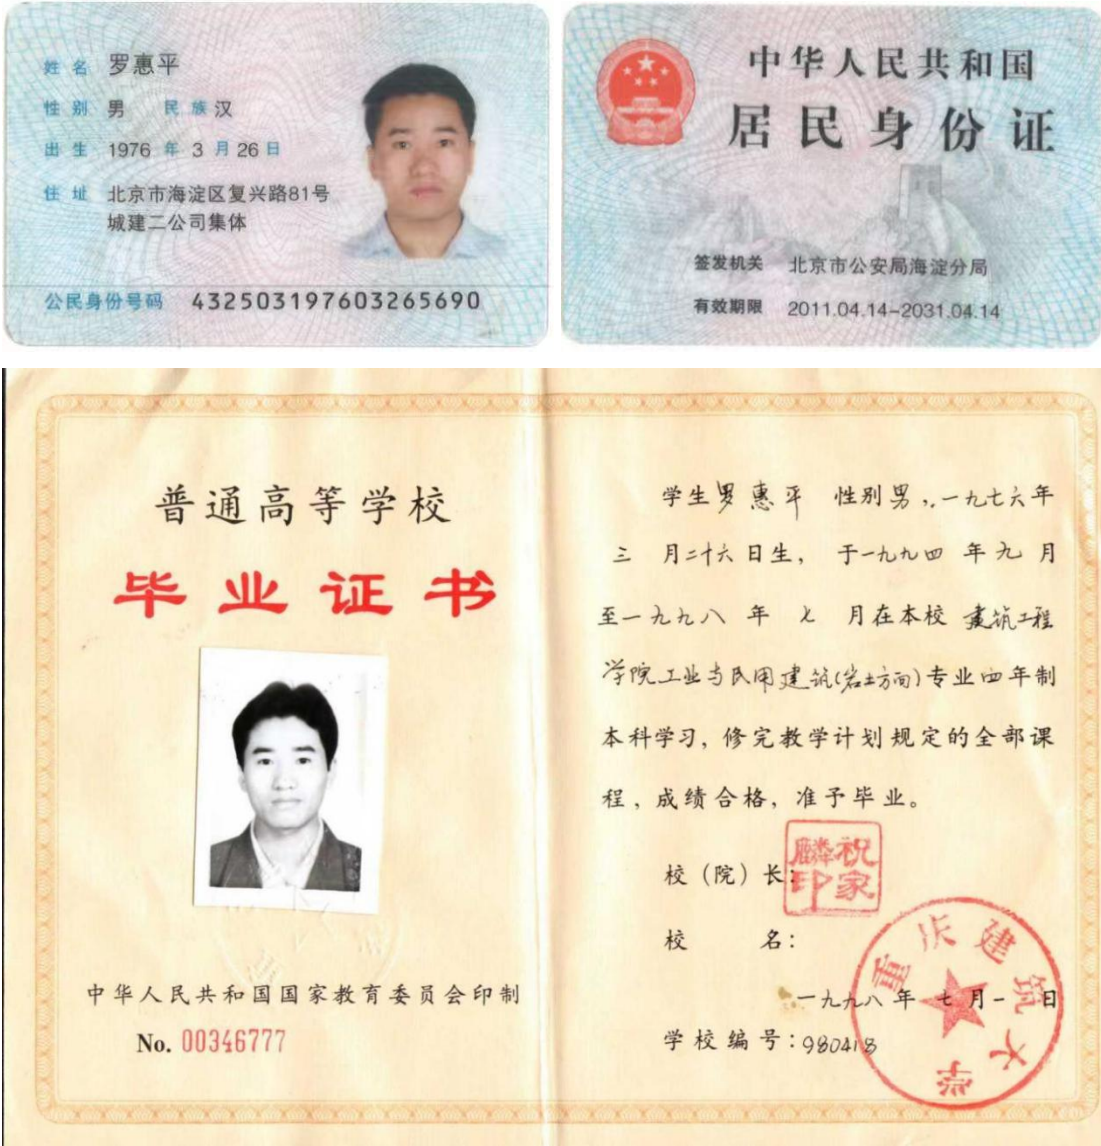 姓名 罗惠平
性别 男 民族 汉
出生 1976 年 3 月 26 日
住址 北京市海淀区复兴路81号
城建二公司集体
公民身份号码 432503197603265690
中华人民共和国
居民身份证
签发机关 北京市公安局海淀分局
有效期限 2011.04.14-2031.04.14
普通高等学校
毕业证书
中华人民共和国国家教育委员会印制
No. 00346777
学生罗惠平 性别男,一九七六年
三 月二十六日生, 于一九九四 年九月
至一九九八 年 七 月在本校 建筑工程
学院工业与民用建筑(岩土方向)专业四年制
本科学习, 修完教学计划规定的全部课
程, 成绩合格, 准予毕业。
校(院)长:
祝家麟印
校 名:
重庆建筑大学
一九九八年七月一日
学校编号:980418